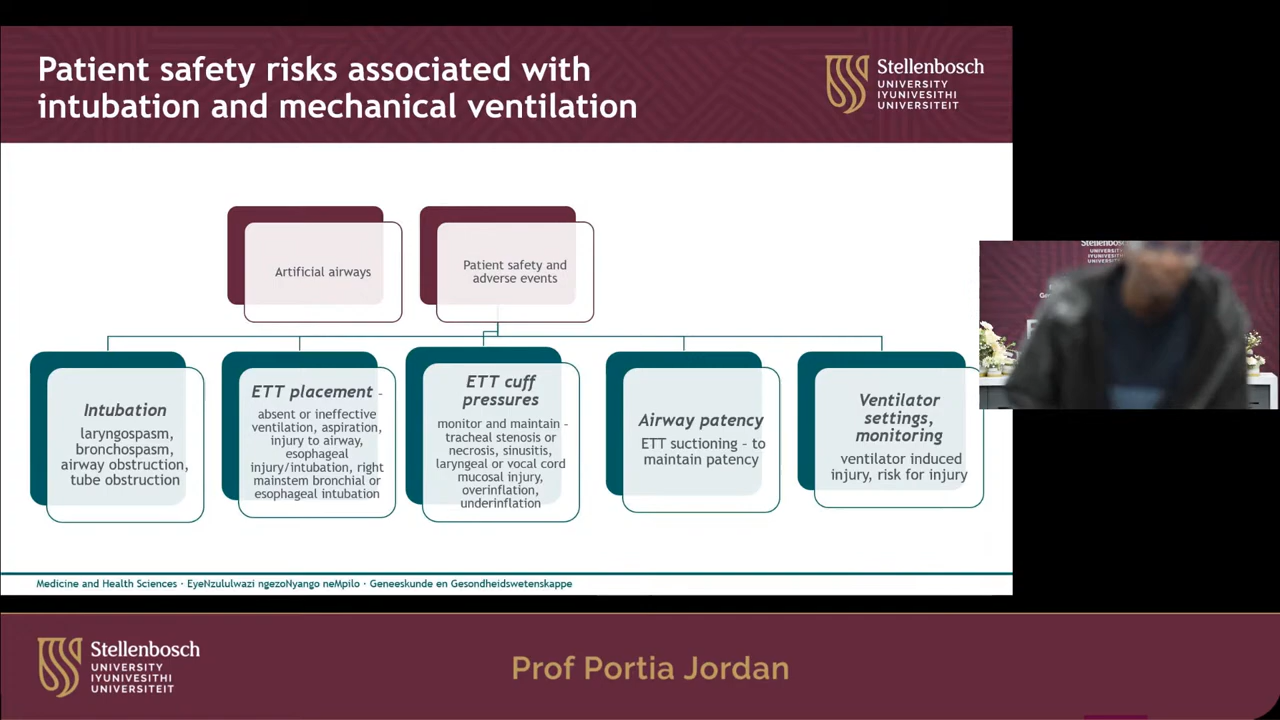 Patient safety risks associated with
intubation and mechanical ventilation
Stellenbosch
UNIVERSITY
IYUNIVESITHI
UNIVERSITEIT
Artificial airways
Patient safety and
adverse events
Intubation
laryngospasm,
bronchospasm,
airway obstruction,
tube obstruction
ETT placement -
absent or ineffective
ventilation, aspiration,
injury to airway,
esophageal
injury/intubation, right
mainstem bronchial or
esophageal intubation
ETT cuff
pressures
monitor and maintain -
tracheal stenosis or
necrosis, sinusitis,
laryngeal or vocal cord
mucosal injury,
overinflation,
underinflation
Airway patency
ETT suctioning - to
maintain patency
Ventilator
settings,
monitoring
ventilator induced
injury, risk for injury
Stellenbosch
UNIVERSITY
Medicine and Health Sciences · EyeNzululwazi ngezoNyango neMpilo · Geneeskunde en Gesondheidswetenskappe
Stellenbosch
UNIVERSITY
IYUNIVESITHI
UNIVERSITEIT
Prof Portia Jordan